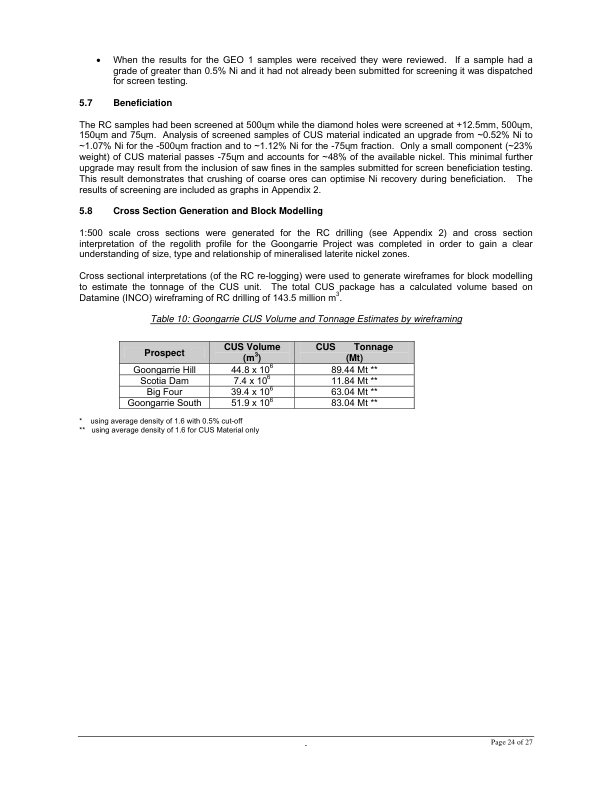 • When the results for the GEO 1 samples were received they were reviewed. If a sample had a
grade of greater than 0.5% Ni and it had not already been submitted for screening it was dispatched
for screen testing.
5.7 Beneficiation
The RC samples had been screened at 500ųm while the diamond holes were screened at +12.5mm, 500ųm,
150ųm and 75ųm. Analysis of screened samples of CUS material indicated an upgrade from ~0.52% Ni to
~1.07% Ni for the -500ųm fraction and to ~1.12% Ni for the -75ųm fraction. Only a small component (~23%
weight) of CUS material passes -75ųm and accounts for ~48% of the available nickel. This minimal further
upgrade may result from the inclusion of saw fines in the samples submitted for screen beneficiation testing.
This result demonstrates that crushing of coarse ores can optimise Ni recovery during beneficiation. The
results of screening are included as graphs in Appendix 2.
5.8 Cross Section Generation and Block Modelling
1:500 scale cross sections were generated for the RC drilling (see Appendix 2) and cross section
interpretation of the regolith profile for the Goongarrie Project was completed in order to gain a clear
understanding of size, type and relationship of mineralised laterite nickel zones.
Cross sectional interpretations (of the RC re-logging) were used to generate wireframes for block modelling
to estimate the tonnage of the CUS unit. The total CUS package has a calculated volume based on
Datamine (INCO) wireframing of RC drilling of 143.5 million m³.
Table 10: Goongarrie CUS Volume and Tonnage Estimates by wireframing
Prospect CUS Volume (m³) CUS Tonnage (Mt)
Goongarrie Hill 44.8 x 10⁶ 89.44 Mt **
Scotia Dam 7.4 x 10⁶ 11.84 Mt **
Big Four 39.4 x 10⁶ 63.04 Mt **
Goongarrie South 51.9 x 10⁶ 83.04 Mt **
* using average density of 1.6 with 0.5% cut-off
** using average density of 1.6 for CUS Material only
- Page 24 of 27